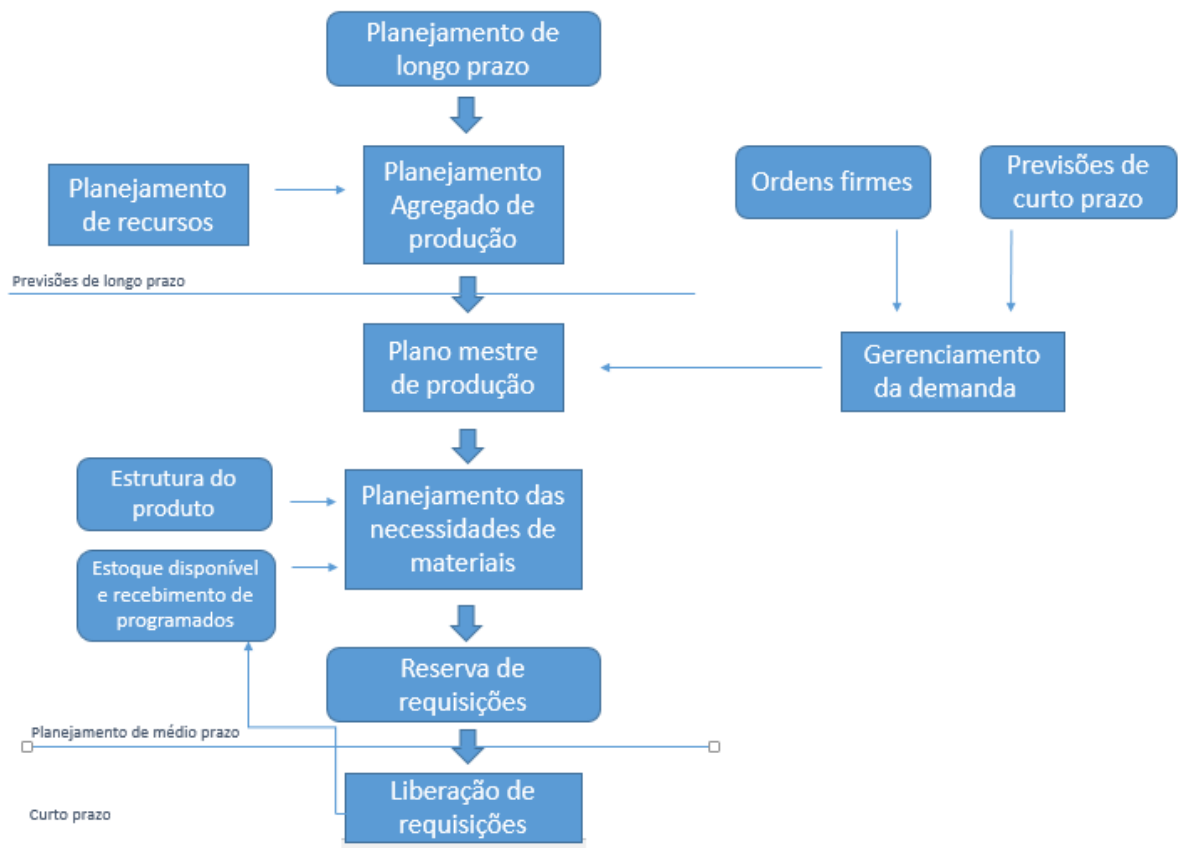 Planejamento de
longo prazo
Planejamento
de recursos
Planejamento
Agregado de
produção
Ordens firmes
Previsões de
curto prazo
Previsões de longo prazo
Plano mestre
de produção
Gerenciamento
da demanda
Estrutura do
produto
Planejamento das
necessidades de
materiais
Estoque disponível
e recebimento de
programados
Reserva de
requisições
Planejamento de médio prazo
Liberação de
requisições
Curto prazo